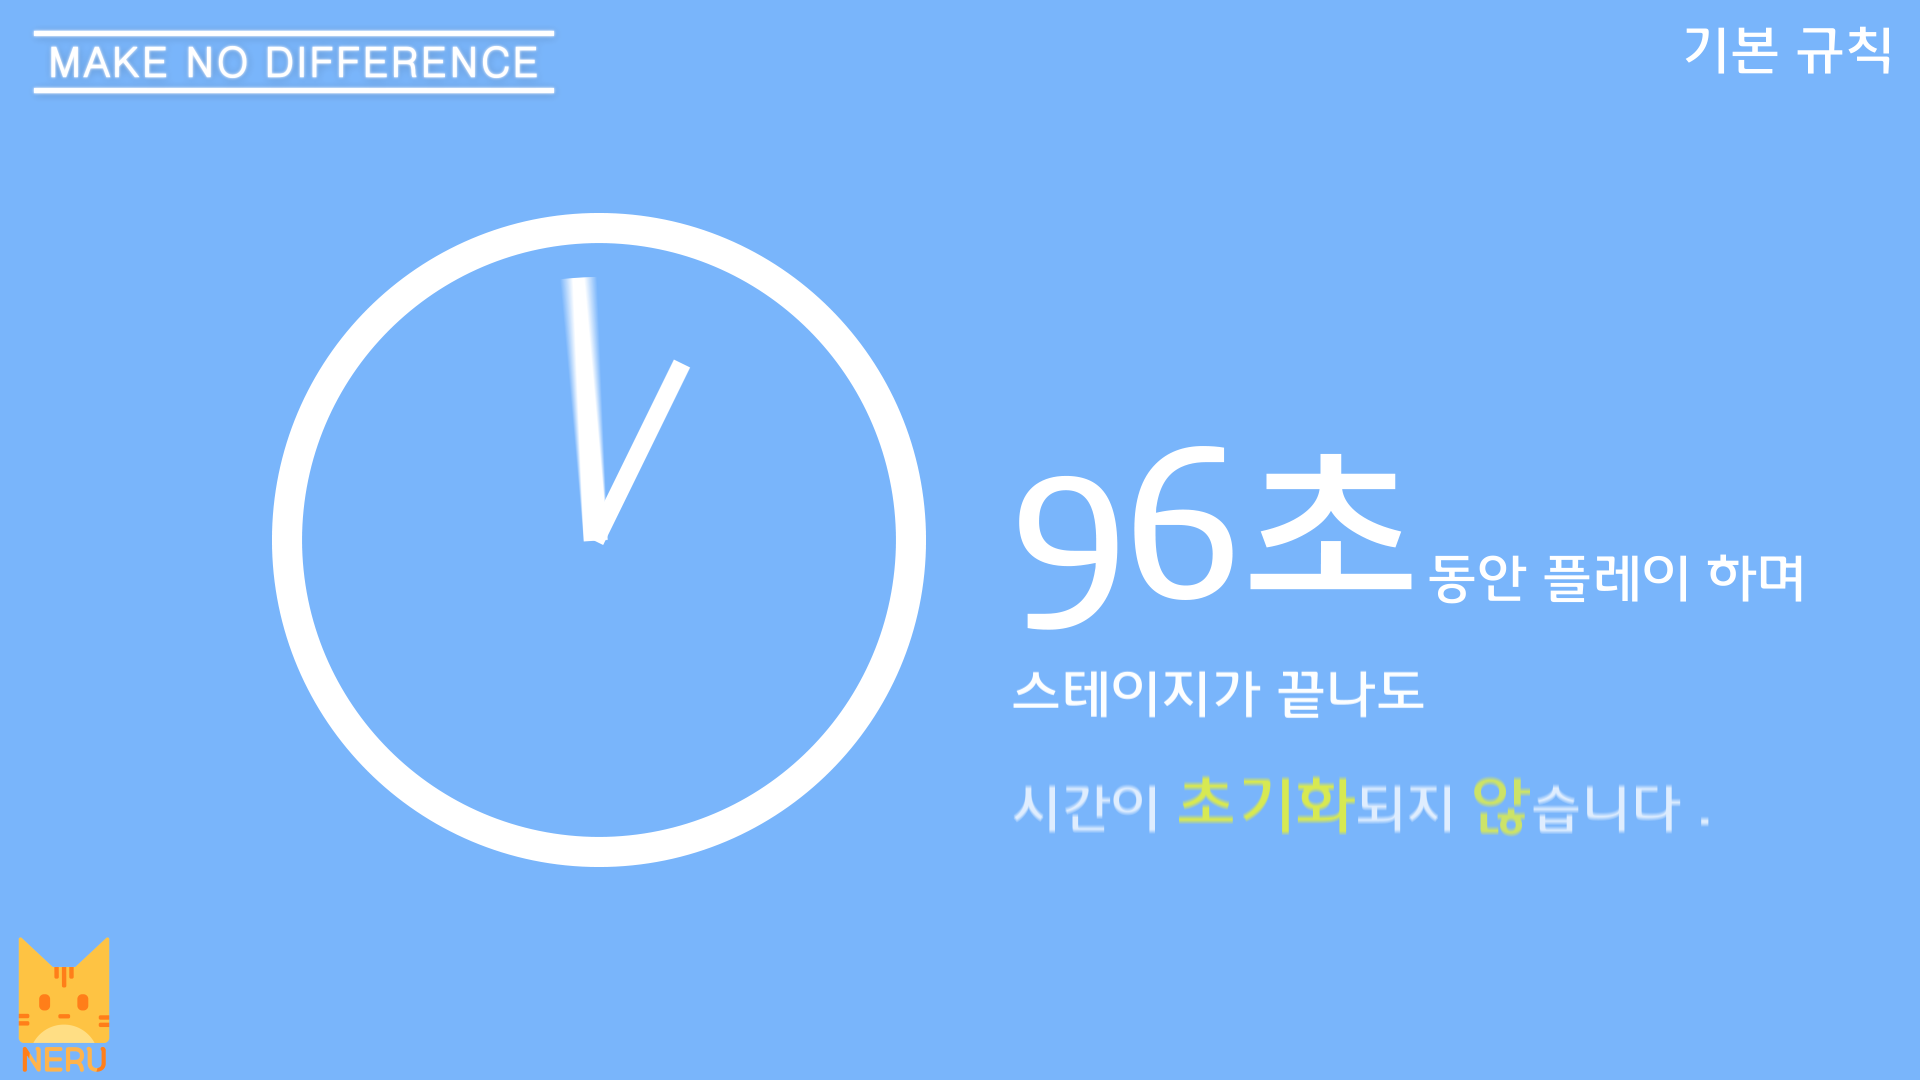 MAKE NO DIFFERENCE
기본 규칙
96초 동안 플레이 하며
스테이지가 끝나도
시간이 초기화되지 않습니다 .
NERU